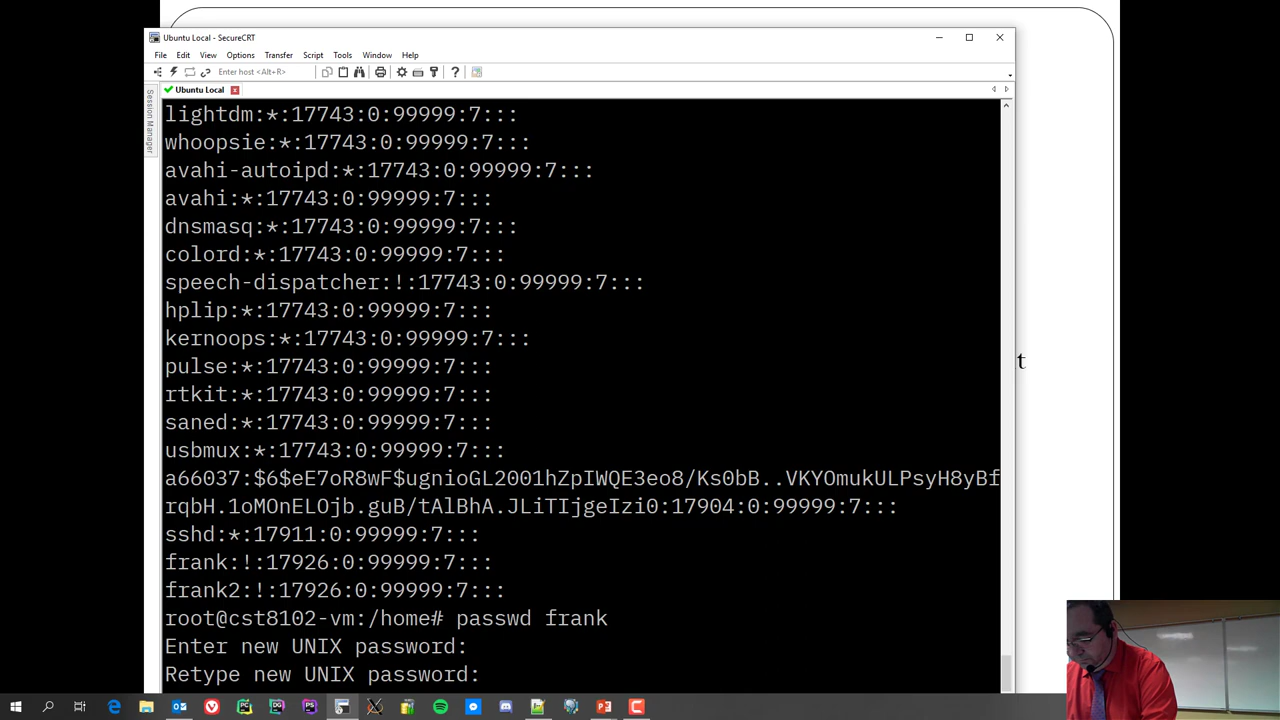 Ubuntu Local - SecureCRT
File Edit View Options Transfer Script Tools Window Help
Enter host <Alt+R>
Ubuntu Local
Session Manager
lightdm:*:17743:0:99999:7:::
whoopsie:*:17743:0:99999:7:::
avahi-autoipd:*:17743:0:99999:7:::
avahi:*:17743:0:99999:7:::
dnsmasq:*:17743:0:99999:7:::
colord:*:17743:0:99999:7:::
speech-dispatcher:!:17743:0:99999:7:::
hplip:*:17743:0:99999:7:::
kernoops:*:17743:0:99999:7:::
pulse:*:17743:0:99999:7:::
rtkit:*:17743:0:99999:7:::
saned:*:17743:0:99999:7:::
usbmux:*:17743:0:99999:7:::
a66037:$6$eE7oR8wF$ugnioGL2001hZpIWQE3eo8/Ks0bB..VKYOmukULPsyH8yBf
rqbH.1oMOnELOjb.guB/tAlBhA.JLiTIjgeIzi0:17904:0:99999:7:::
sshd:*:17911:0:99999:7:::
frank:!:17926:0:99999:7:::
frank2:!:17926:0:99999:7:::
root@cst8102-vm:/home# passwd frank
Enter new UNIX password:
Retype new UNIX password:
t